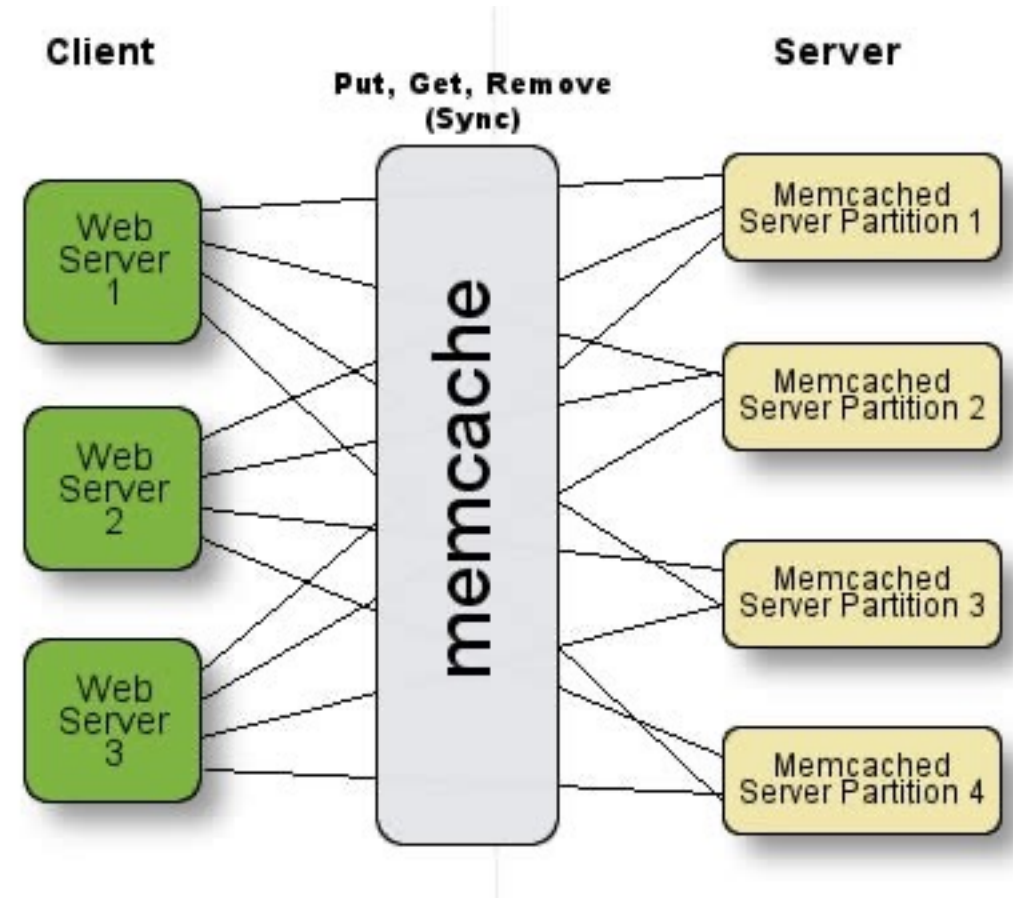 Client
Server
Put, Get, Remove
(Sync)
Web
Server
1
Web
Server
2
Web
Server
3
memcache
Memcached
Server Partition 1
Memcached
Server Partition 2
Memcached
Server Partition 3
Memcached
Server Partition 4